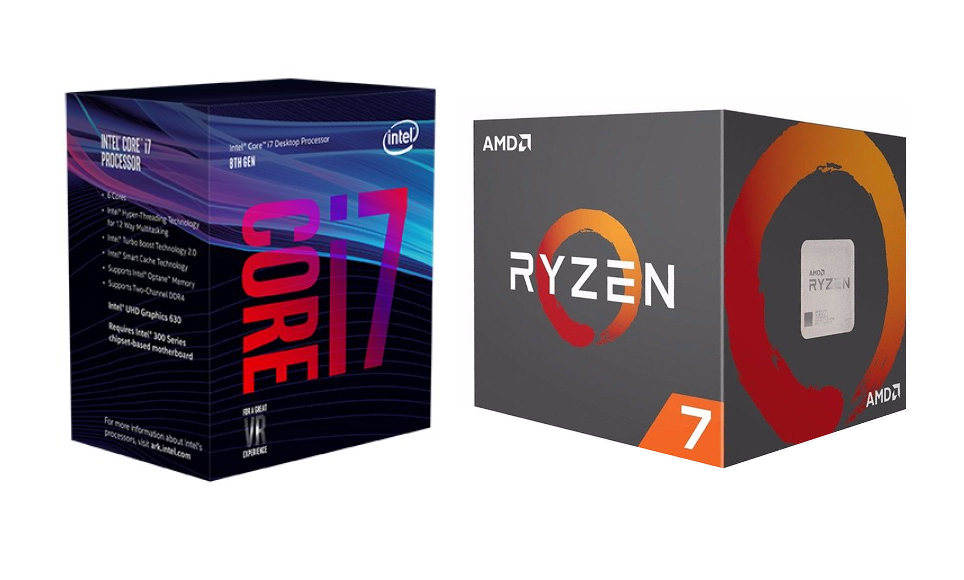 INTEL® CORE™ i7
PROCESSOR
• 6 Cores
• Intel® Hyper-Threading Technology
for 12 Way Multitasking
• Intel® Turbo Boost Technology 2.0
• Intel® Smart Cache Technology
• Supports Intel® Optane™ Memory
• Supports Two-Channel DDR4
Intel® UHD Graphics 630
Requires Intel® 300 Series
chipset-based motherboard
For more information about Intel's
processors, visit ark.intel.com
intel
Intel® Core™ i7 Desktop Processor
8TH GEN
CORE
i7
FOR A GREAT
VR
EXPERIENCE
AMD
RYZEN
7
AMD
RYZEN
AMD